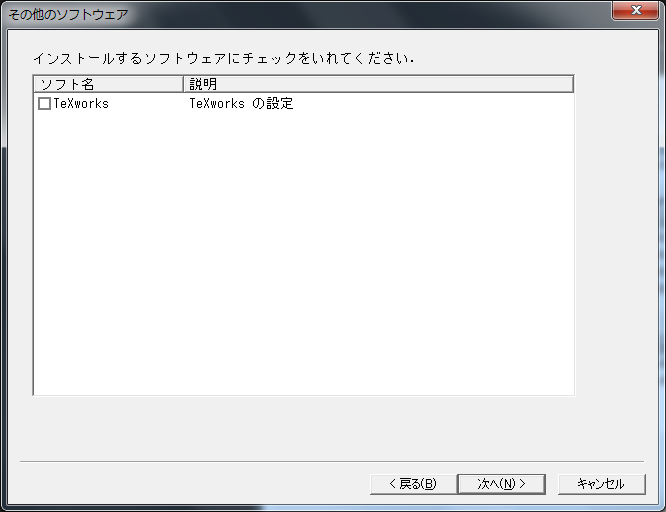 その他のソフトウェア
インストールするソフトウェアにチェックをいれてください.
ソフト名 説明
TeXworks TeXworks の設定
< 戻る(B) 次へ(N) > キャンセル